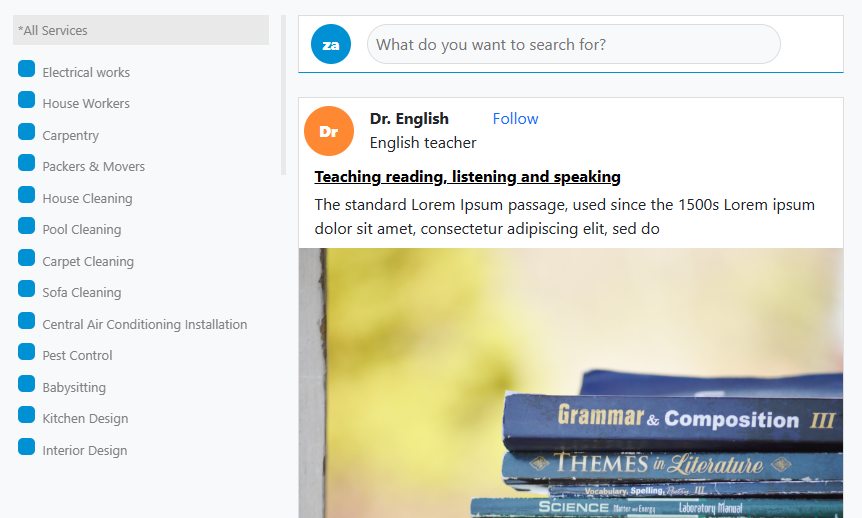 *All Services
Electrical works
House Workers
Carpentry
Packers & Movers
House Cleaning
Pool Cleaning
Carpet Cleaning
Sofa Cleaning
Central Air Conditioning Installation
Pest Control
Babysitting
Kitchen Design
Interior Design
za
What do you want to search for?
Dr
Dr. English
Follow
English teacher
Teaching reading, listening and speaking
The standard Lorem Ipsum passage, used since the 1500s Lorem ipsum
dolor sit amet, consectetur adipiscing elit, sed do
Grammar & Composition III
THEMES in Literature
Vocabulary, Spelling, Poetry III
SCIENCE Matter and Energy Laboratory Manual